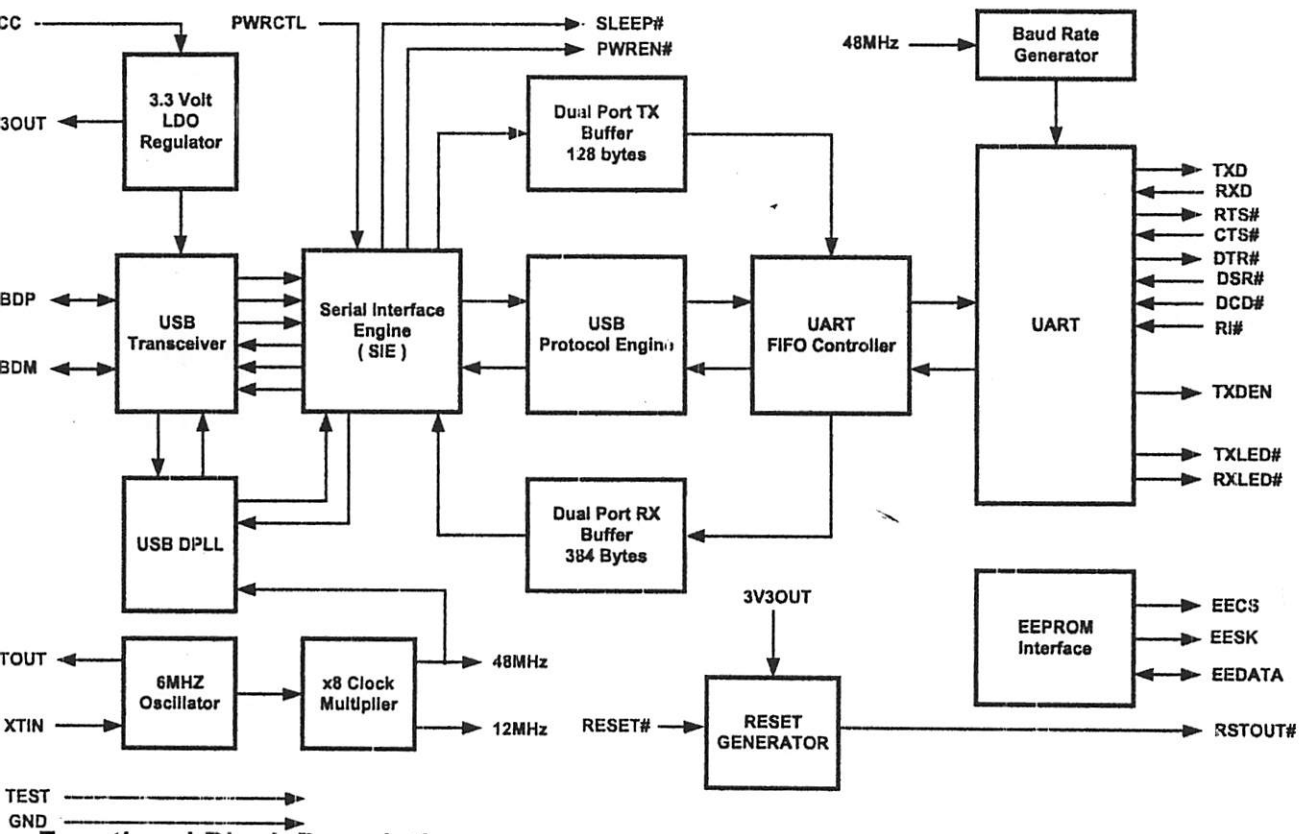 CC
PWRCTL
SLEEP#
PWREN#
48MHz
Baud Rate
Generator
3.3 Volt
LDO
Regulator
3OUT
Dual Port TX
Buffer
128 bytes
TXD
RXD
RTS#
CTS#
DTR#
DSR#
DCD#
RI#
TXDEN
TXLED#
RXLED#
BDP
BDM
USB
Transceiver
Serial Interface
Engine
( SIE )
USB
Protocol Engine
UART
FIFO Controller
UART
USB DPLL
Dual Port RX
Buffer
384 Bytes
3V3OUT
EEPROM
Interface
EECS
EESK
EEDATA
TOUT
XTIN
6MHZ
Oscillator
x8 Clock
Multiplier
48MHz
12MHz
RESET#
RESET
GENERATOR
RSTOUT#
TEST
GND